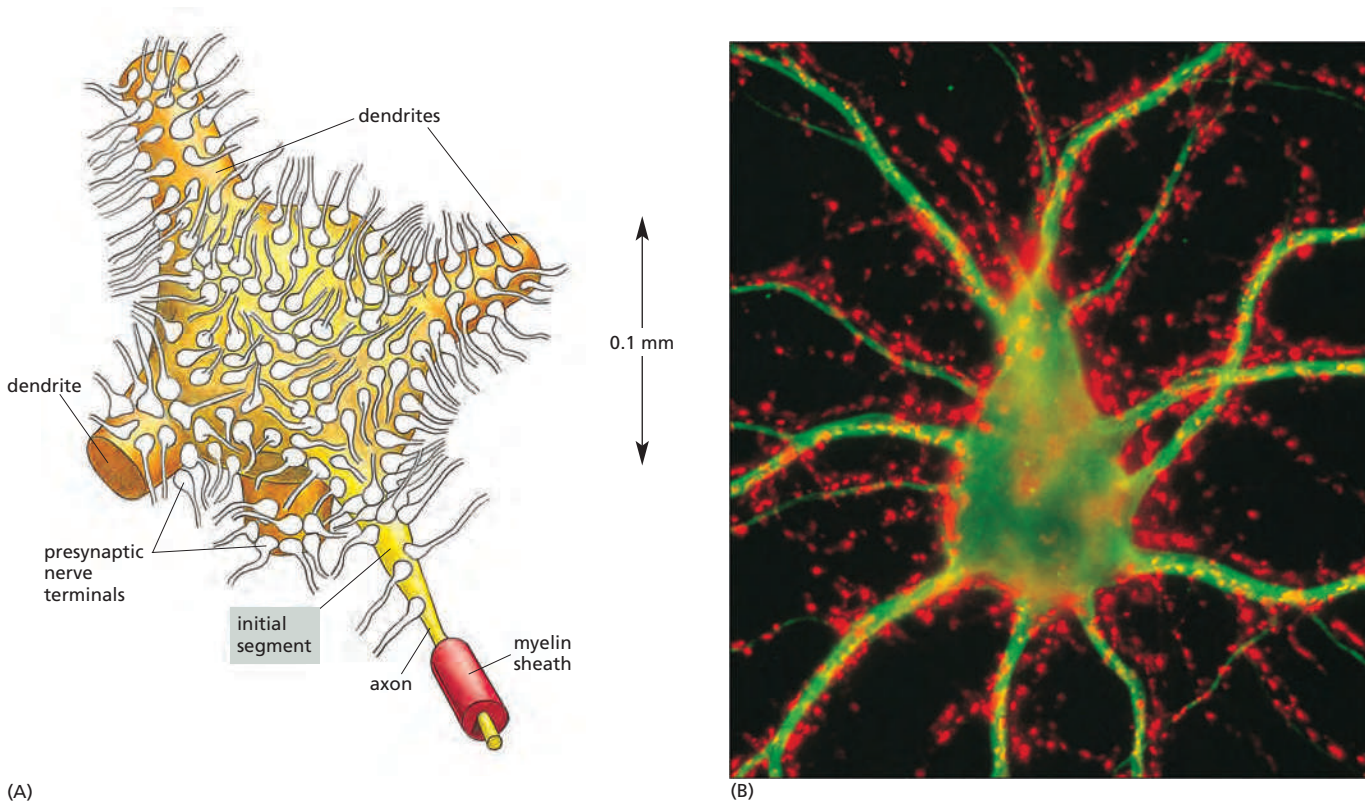 dendrites
0.1 mm
dendrite
presynaptic
nerve
terminals
initial
segment
axon
myelin
sheath
(A)
(B)